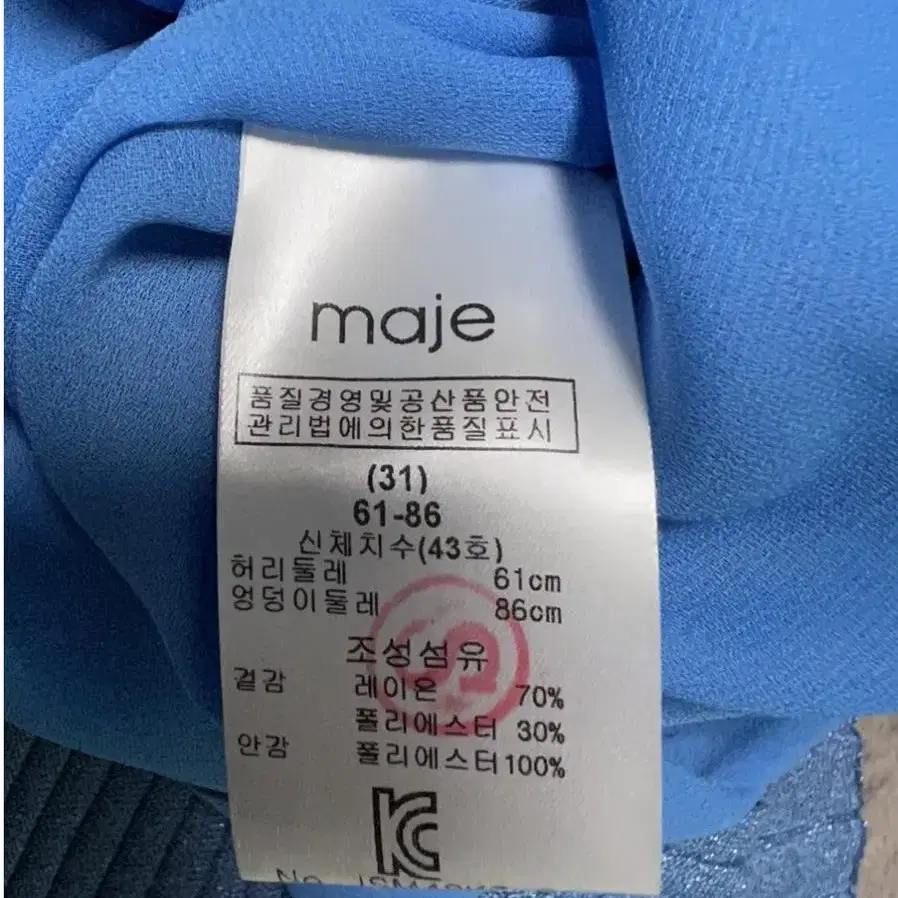 maje
품질경영및공산품안전
관리법에의한품질표시
(31)
61-86
신체치수(43호)
허리둘레 61cm
엉덩이둘레 86cm
조성섬유
겉감 레이온 70%
폴리에스터 30%
안감 폴리에스터 100%